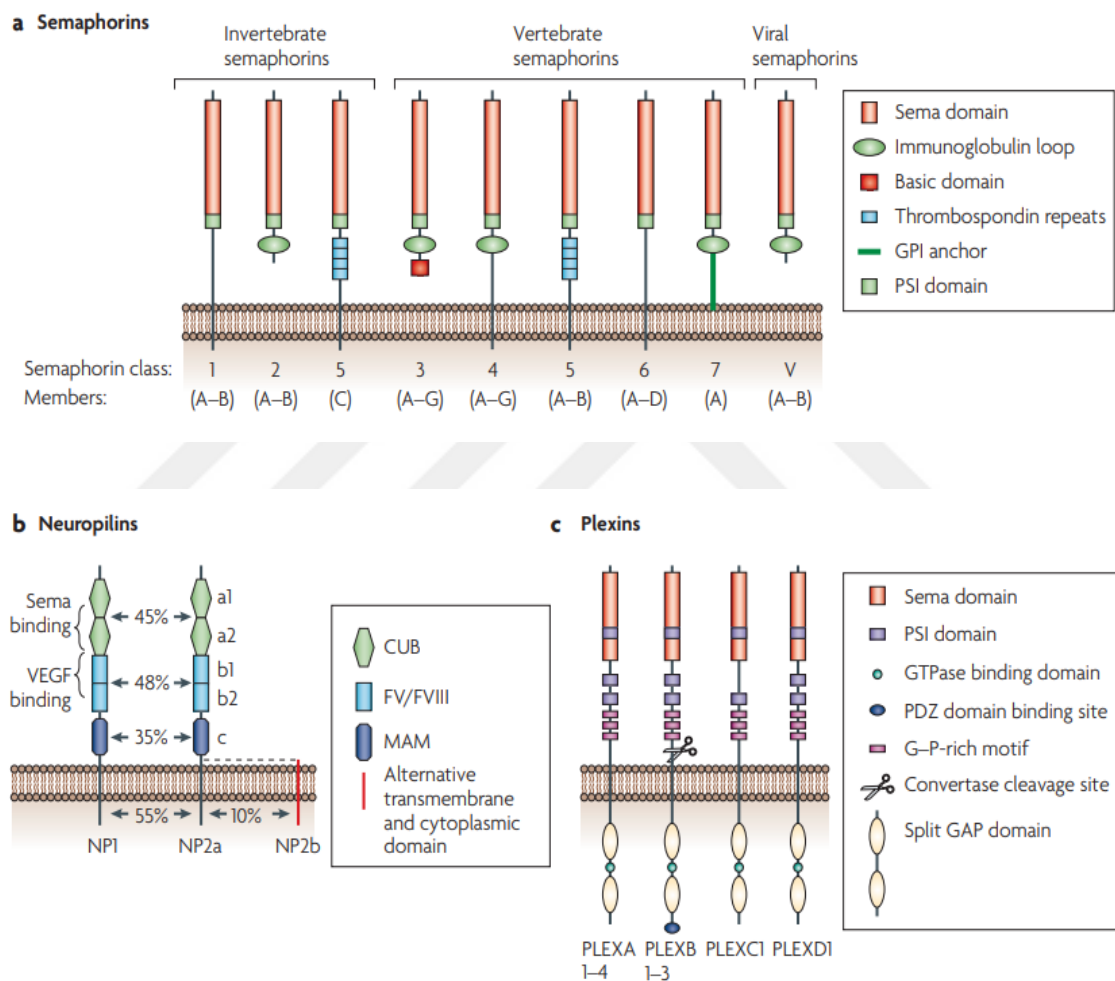 a Semaphorins
Invertebrate
semaphorins
Vertebrate
semaphorins
Viral
semaphorins
Sema domain
Immunoglobulin loop
Basic domain
Thrombospondin repeats
GPI anchor
PSI domain
Semaphorin class: 1 2 5 3 4 5 6 7 V
Members: (A–B) (A–B) (C) (A–G) (A–G) (A–B) (A–D) (A) (A–B)
b Neuropilins
Sema
binding
VEGF
binding
45%
48%
35%
55%
10%
a1
a2
b1
b2
c
NP1 NP2a NP2b
CUB
FV/FVIII
MAM
Alternative
transmembrane
and cytoplasmic
domain
c Plexins
PLEXA PLEXB PLEXC1 PLEXD1
1–4 1–3
Sema domain
PSI domain
GTPase binding domain
PDZ domain binding site
G–P-rich motif
Convertase cleavage site
Split GAP domain